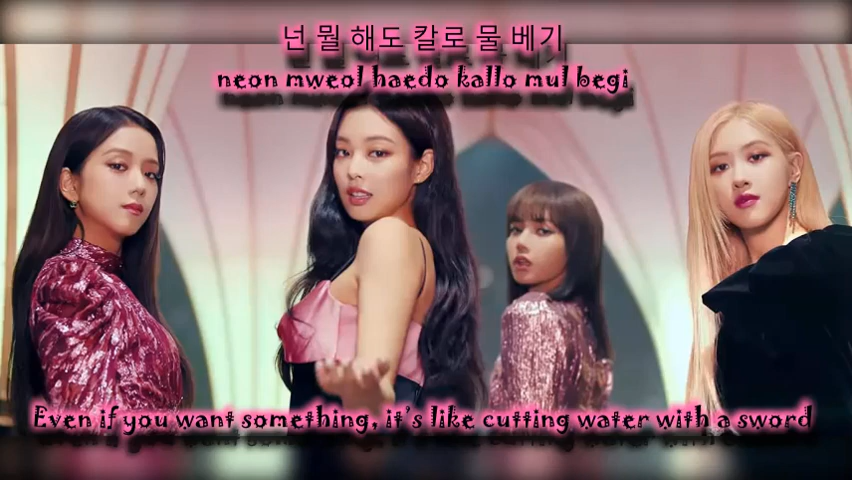 넌 뭘 해도 칼로 물 베기
neon mweol haedo kallo mul begi
Even if you want something, it's like cutting water with a sword